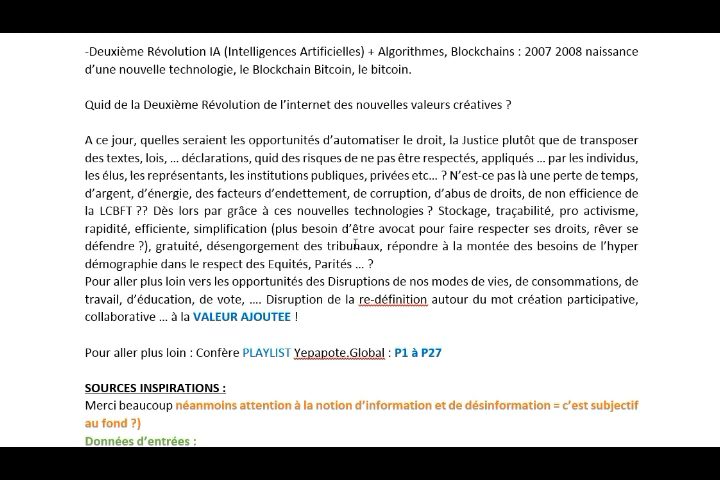 -Deuxième Révolution IA (Intelligences Artificielles) + Algorithmes, Blockchains : 2007 2008 naissance
d'une nouvelle technologie, le Blockchain Bitcoin, le bitcoin.
Quid de la Deuxième Révolution de l'internet des nouvelles valeurs créatives ?
A ce jour, quelles seraient les opportunités d'automatiser le droit, la Justice plutôt que de transposer
des textes, lois, ... déclarations, quid des risques de ne pas être respectés, appliqués ... par les individus,
les élus, les représentants, les institutions publiques, privées etc... ? N'est-ce pas là une perte de temps,
d'argent, d'énergie, des facteurs d'endettement, de corruption, d'abus de droits, de non efficience de
la LCBFT ?? Dès lors par grâce à ces nouvelles technologies ? Stockage, traçabilité, pro activisme,
rapidité, efficiente, simplification (plus besoin d'être avocat pour faire respecter ses droits, rêver se
défendre ?), gratuité, désengorgement des tribunaux, répondre à la montée des besoins de l'hyper
démographie dans le respect des Equités, Parités ... ?
Pour aller plus loin vers les opportunités des Disruptions de nos modes de vies, de consommations, de
travail, d'éducation, de vote, .... Disruption de la re-définition autour du mot création participative,
collaborative ... à la VALEUR AJOUTEE !
Pour aller plus loin : Confère PLAYLIST Yepapote.Global : P1 à P27
SOURCES INSPIRATIONS :
Merci beaucoup néanmoins attention à la notion d'information et de désinformation = c'est subjectif
au fond ?)
Données d'entrées :